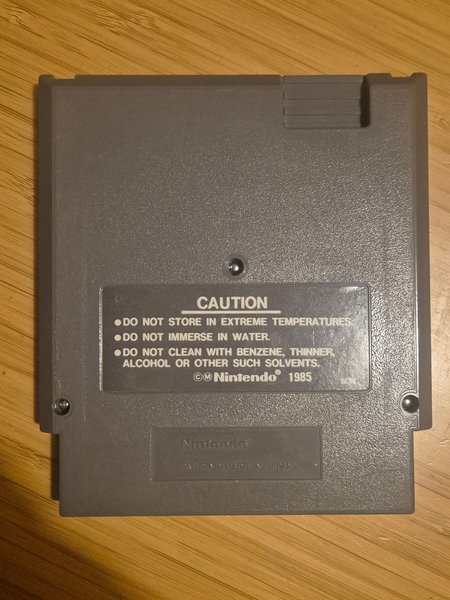 CAUTION
●DO NOT STORE IN EXTREME TEMPERATURES.
●DO NOT IMMERSE IN WATER.
●DO NOT CLEAN WITH BENZENE, THINNER,
ALCOHOL OR OTHER SUCH SOLVENTS.
©Ⓜ Nintendo® 1985
Nintendo
MADE IN JAPAN